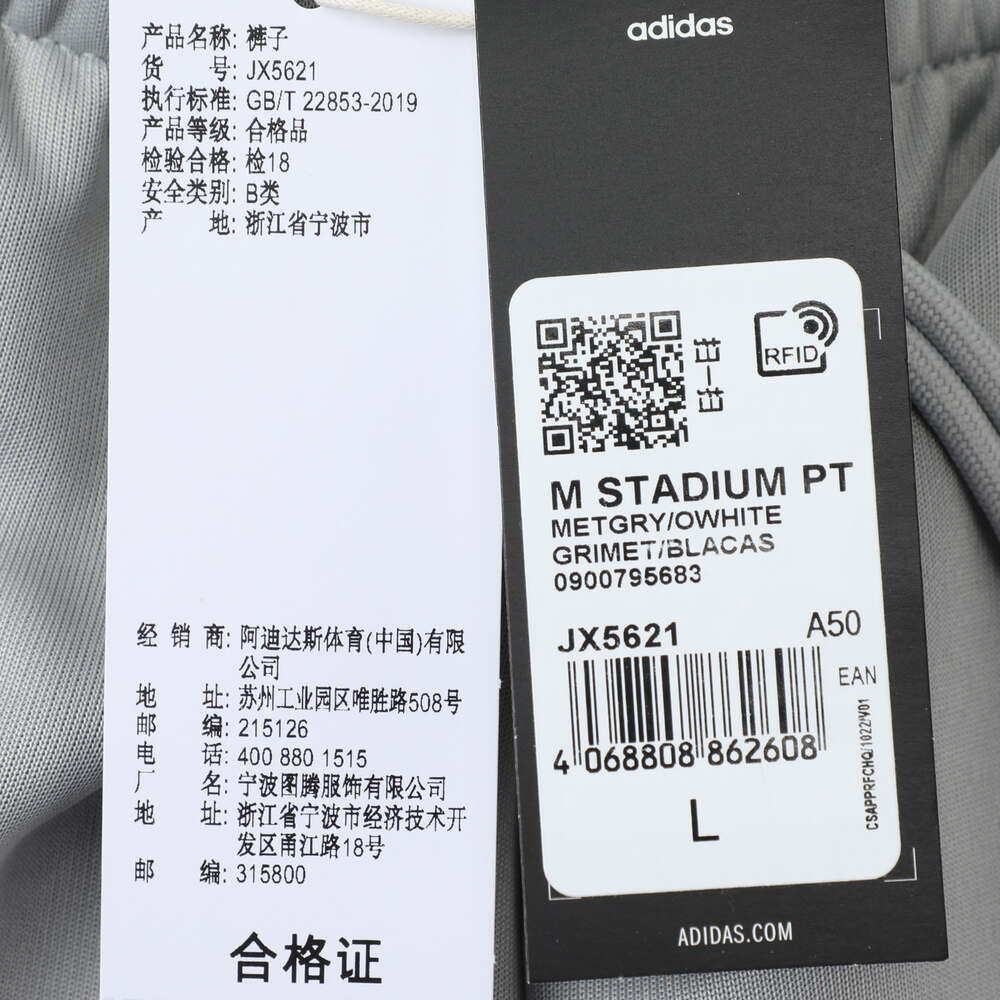 产品名称: 裤子
货 号: JX5621
执行标准: GB/T 22853-2019
产品等级: 合格品
检验合格: 检18
安全类别: B类
产 地: 浙江省宁波市
经 销 商: 阿迪达斯体育(中国)有限
公司
地 址: 苏州工业园区唯胜路508号
邮 编: 215126
电 话: 400 880 1515
厂 名: 宁波图腾服饰有限公司
地 址: 浙江省宁波市经济技术开
发区甬江路18号
邮 编: 315800
合格证
adidas
扫一扫
RFID
M STADIUM PT
METGRY/OWHITE
GRIMET/BLACAS
0900795683
JX5621 A50
EAN
4 068808 862608
CSAPPRFCHQ/1022/V01
L
ADIDAS.COM